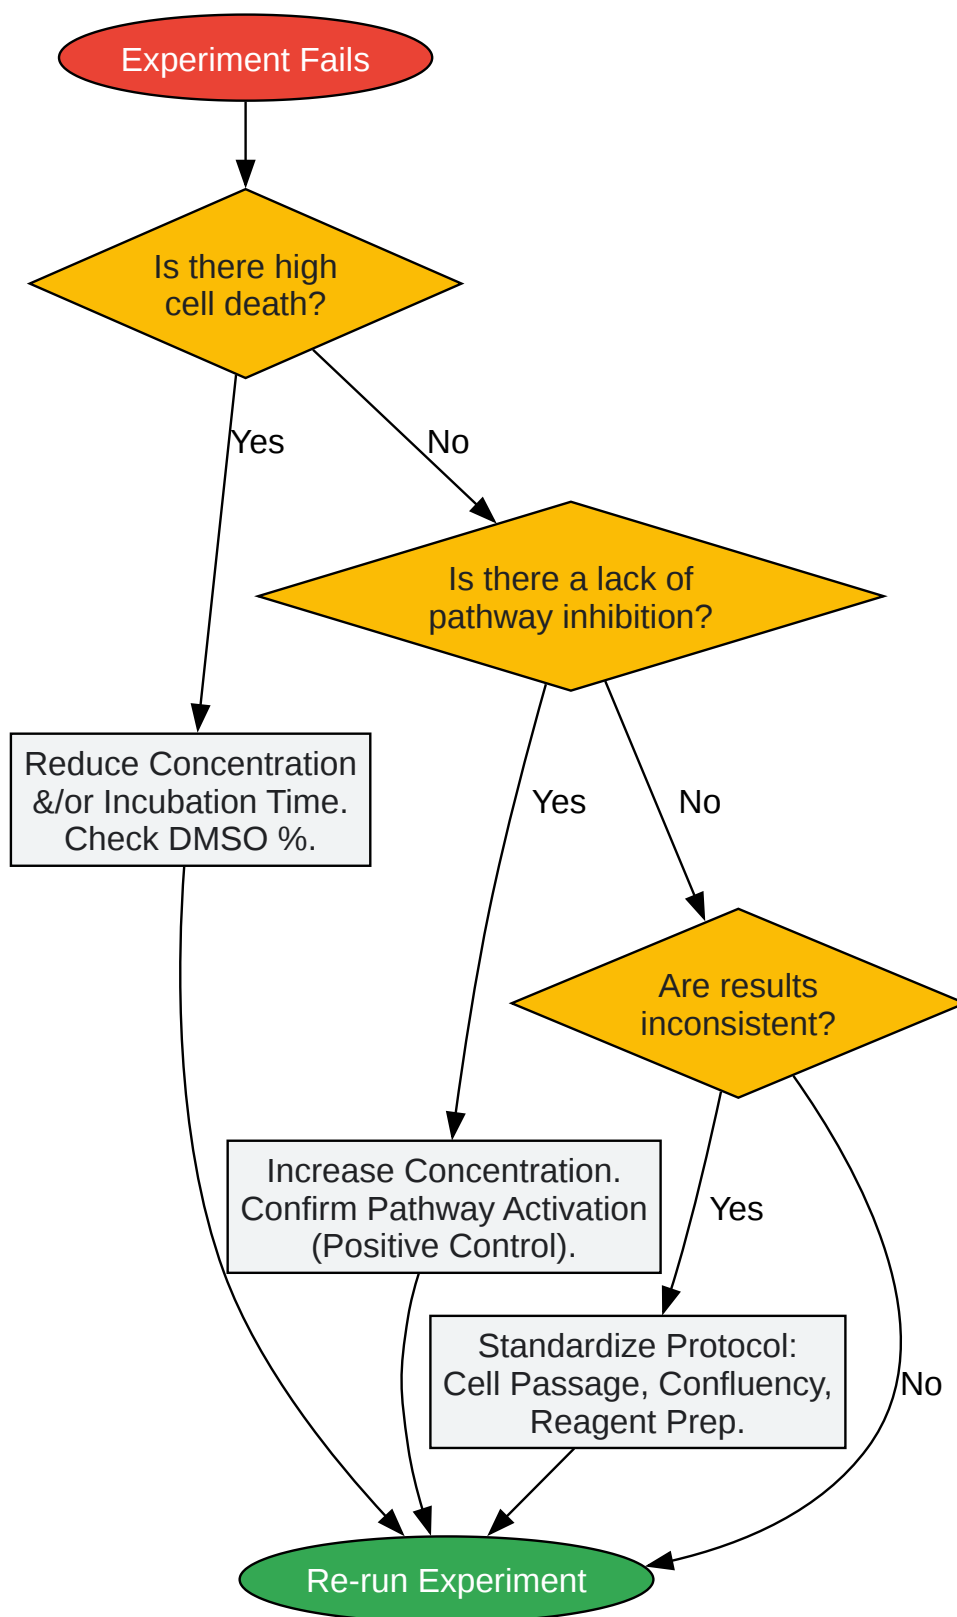 Experiment Fails
Is there high
cell death?
Yes
No
Is there a lack of
pathway inhibition?
Reduce Concentration
&/or Incubation Time.
Check DMSO %.
Yes
No
Are results
inconsistent?
Increase Concentration.
Confirm Pathway Activation
(Positive Control).
Yes
Standardize Protocol:
Cell Passage, Confluency,
Reagent Prep.
No
Re-run Experiment